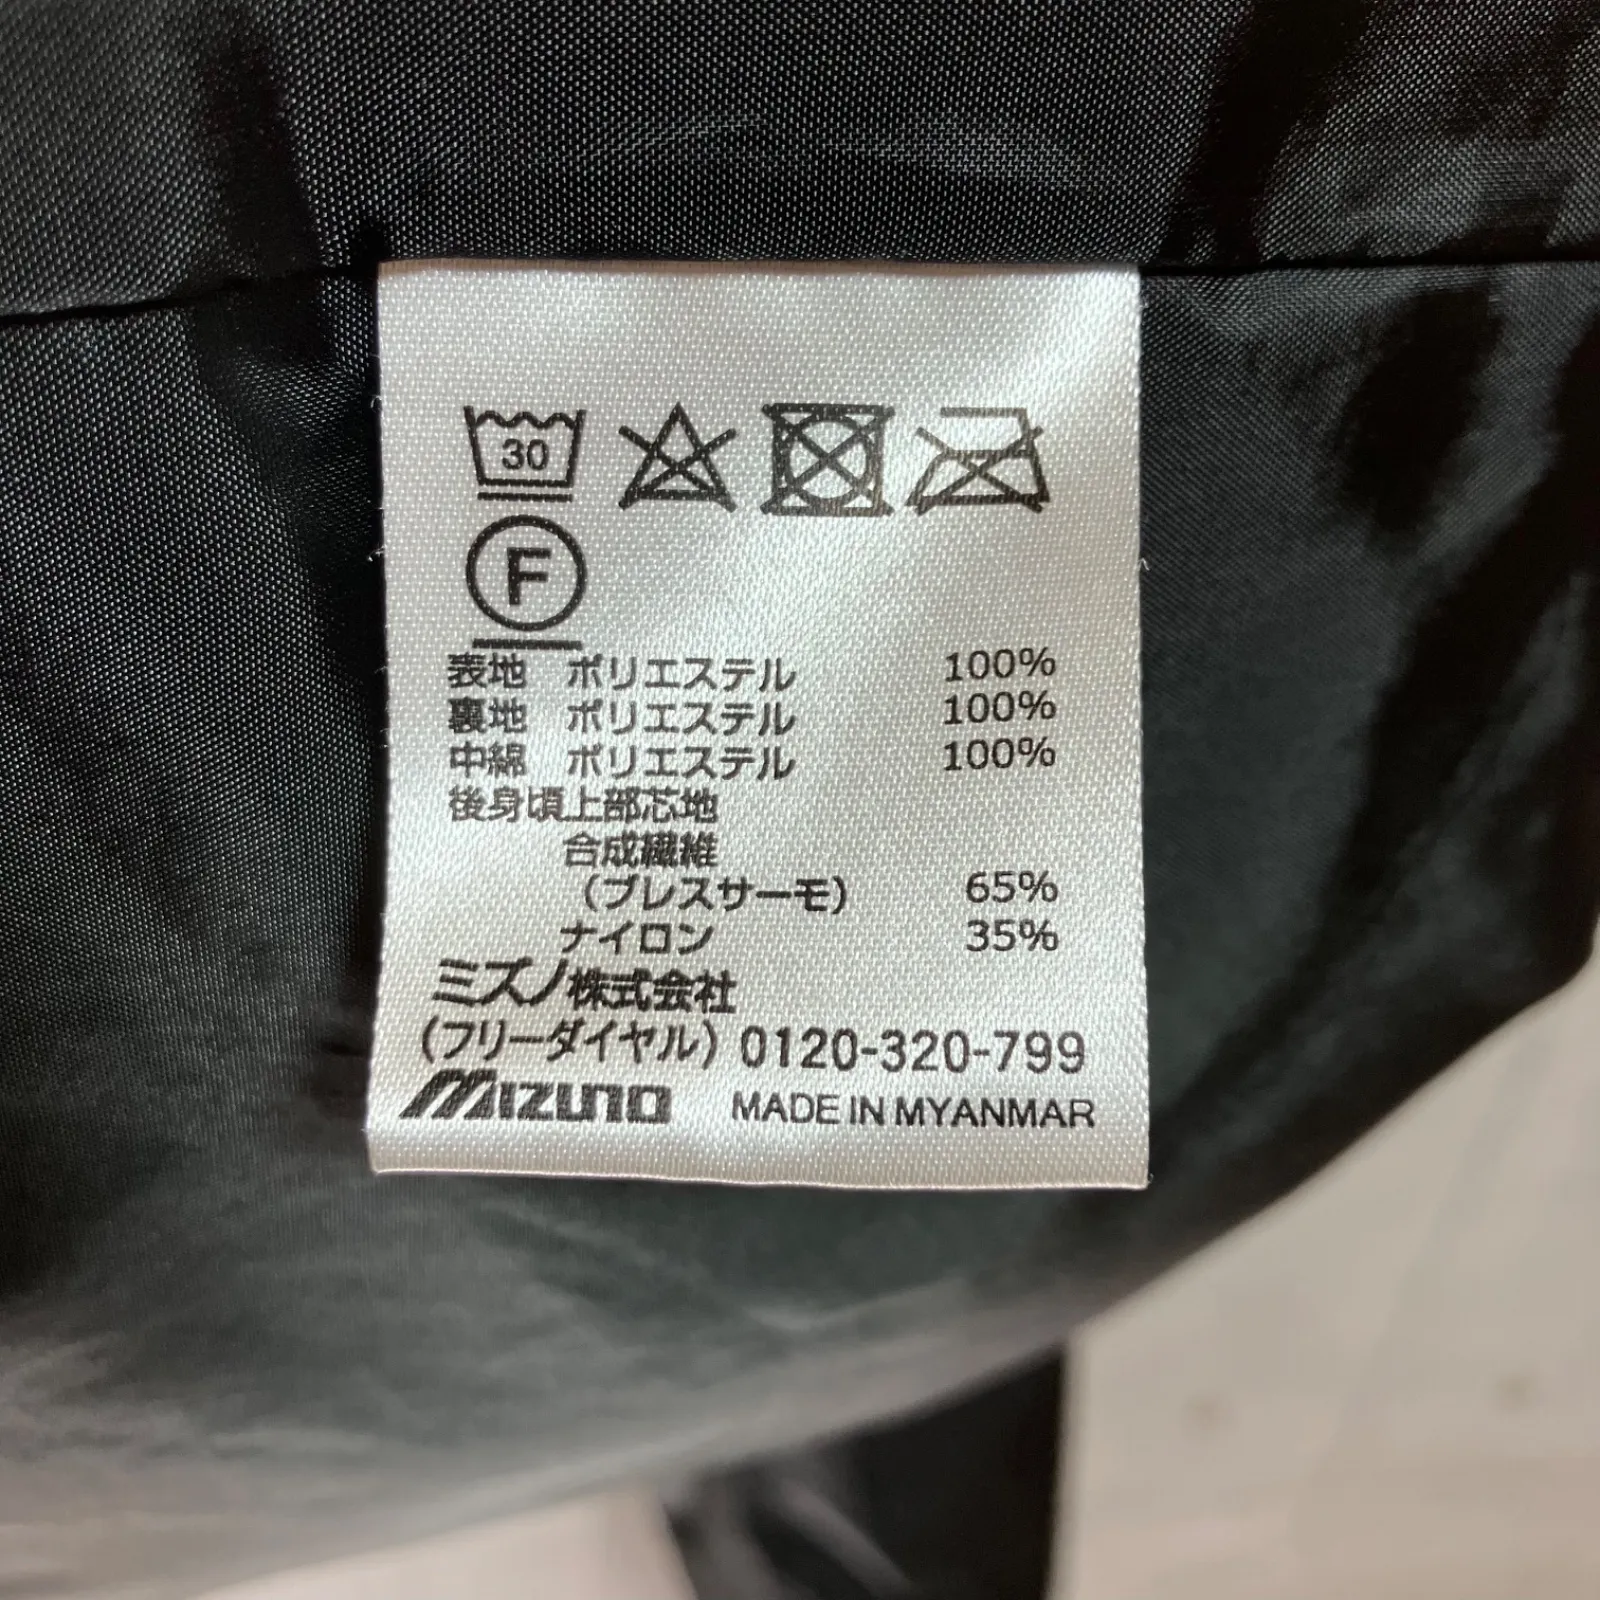 30
F
表地 ポリエステル 100%
裏地 ポリエステル 100%
中綿 ポリエステル 100%
後身頃上部芯地
合成繊維
(ブレスサーモ) 65%
ナイロン 35%
ミズノ株式会社
(フリーダイヤル) 0120-320-799
MIZUNO MADE IN MYANMAR